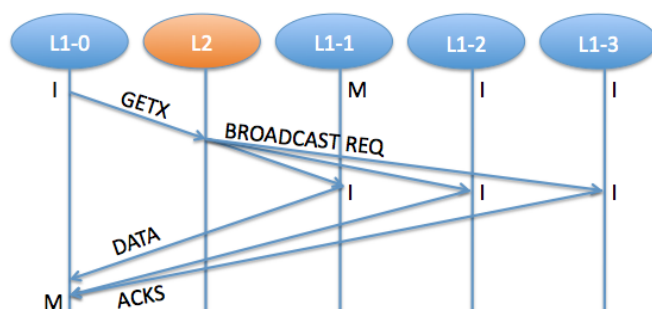 L1-0 L2 L1-1 L1-2 L1-3
I M I I
GETX
BROADCAST REQ
I I I
DATA
M ACKS